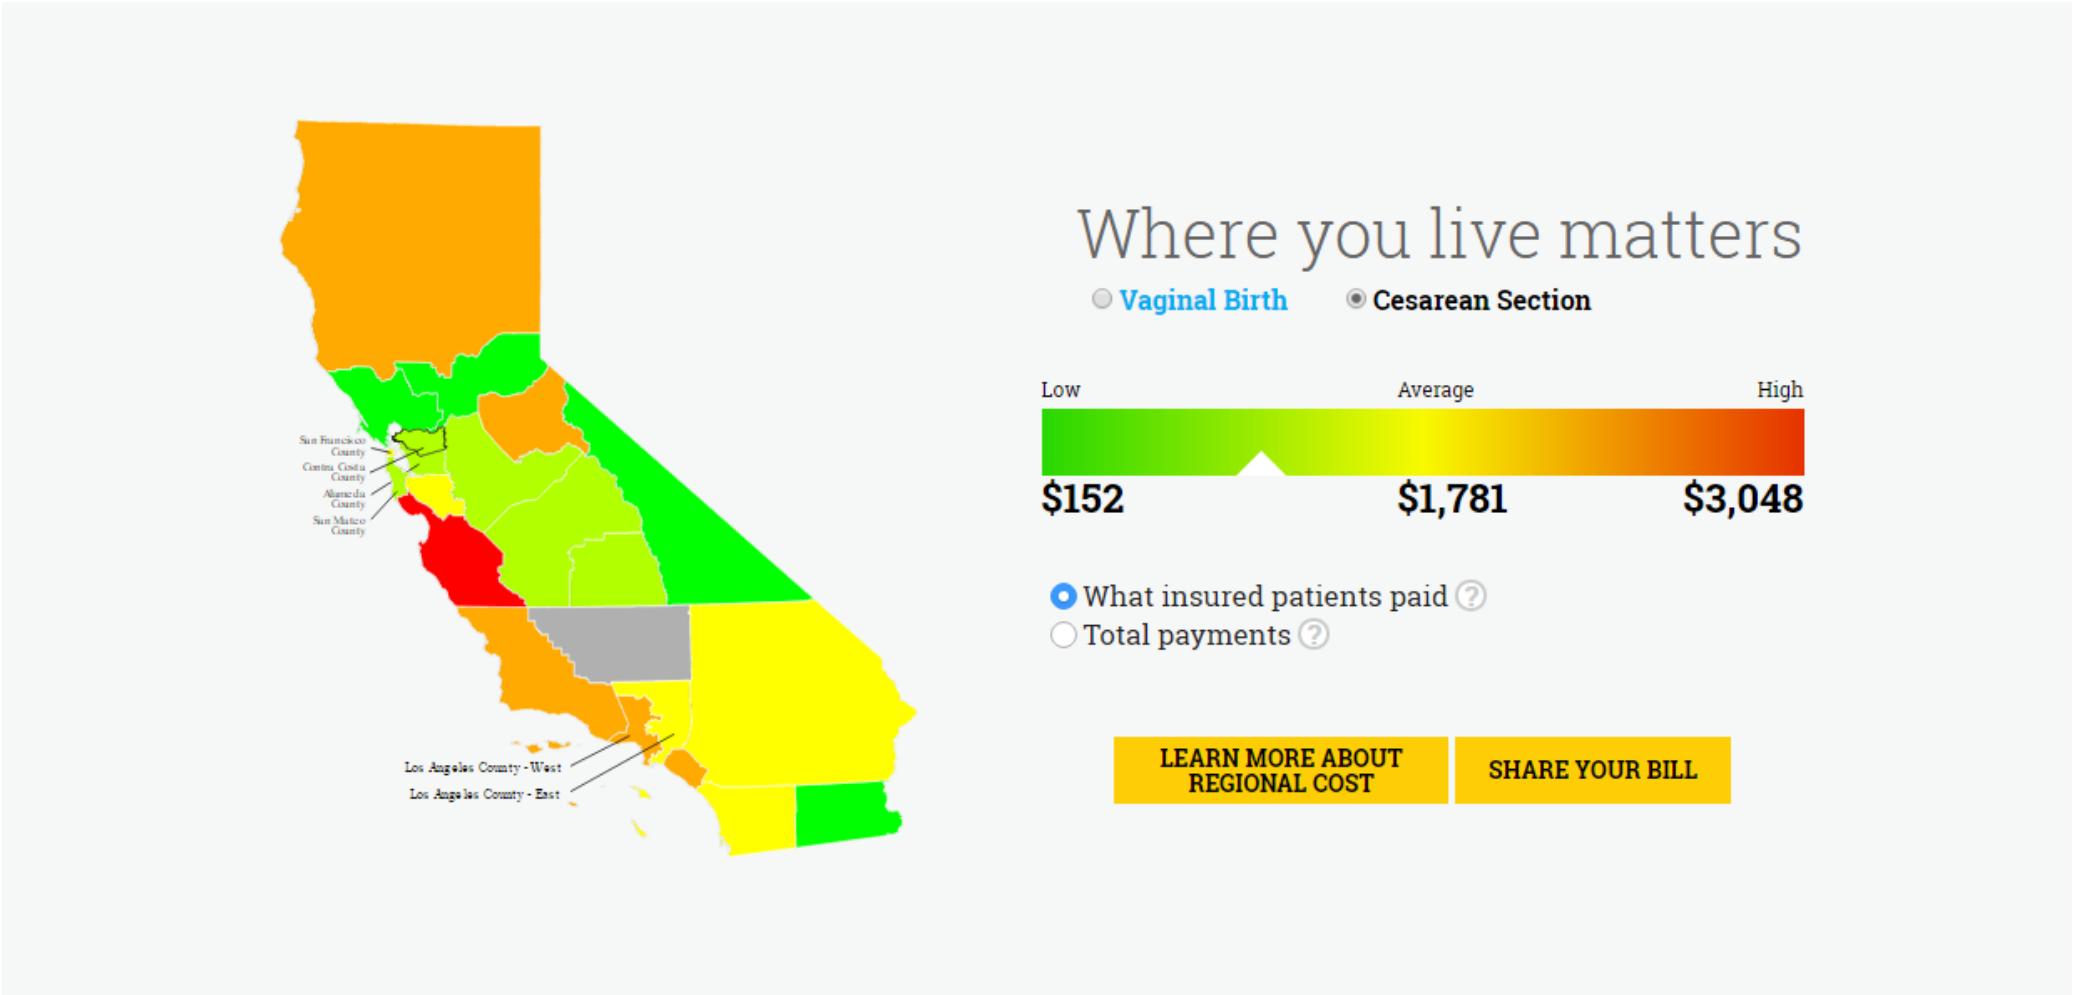 Where you live matters
Vaginal Birth
Cesarean Section
Low
Average
High
$152
$1,781
$3,048
San Francisco
County
Contra Costa
County
Alameda
County
San Mateo
County
What insured patients paid ?
Total payments ?
Los Angeles County - West
Los Angeles County - East
LEARN MORE ABOUT
REGIONAL COST
SHARE YOUR BILL